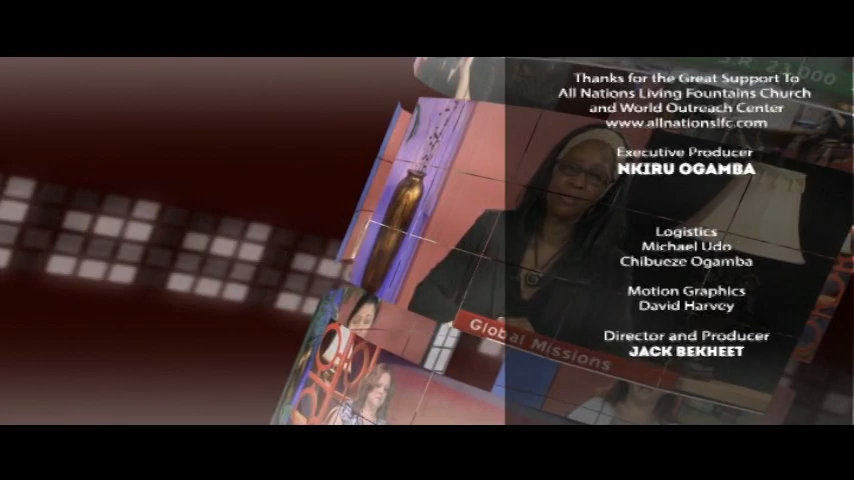 S.R. 23:000
Thanks for the Great Support To
All Nations Living Fountains Church
and World Outreach Center
www.allnationslfc.com
Executive Producer
NKIRU OGAMBA
Logistics
Michael Udo
Chibueze Ogamba
Motion Graphics
David Harvey
Director and Producer
JACK BEKHEET
Global Missions